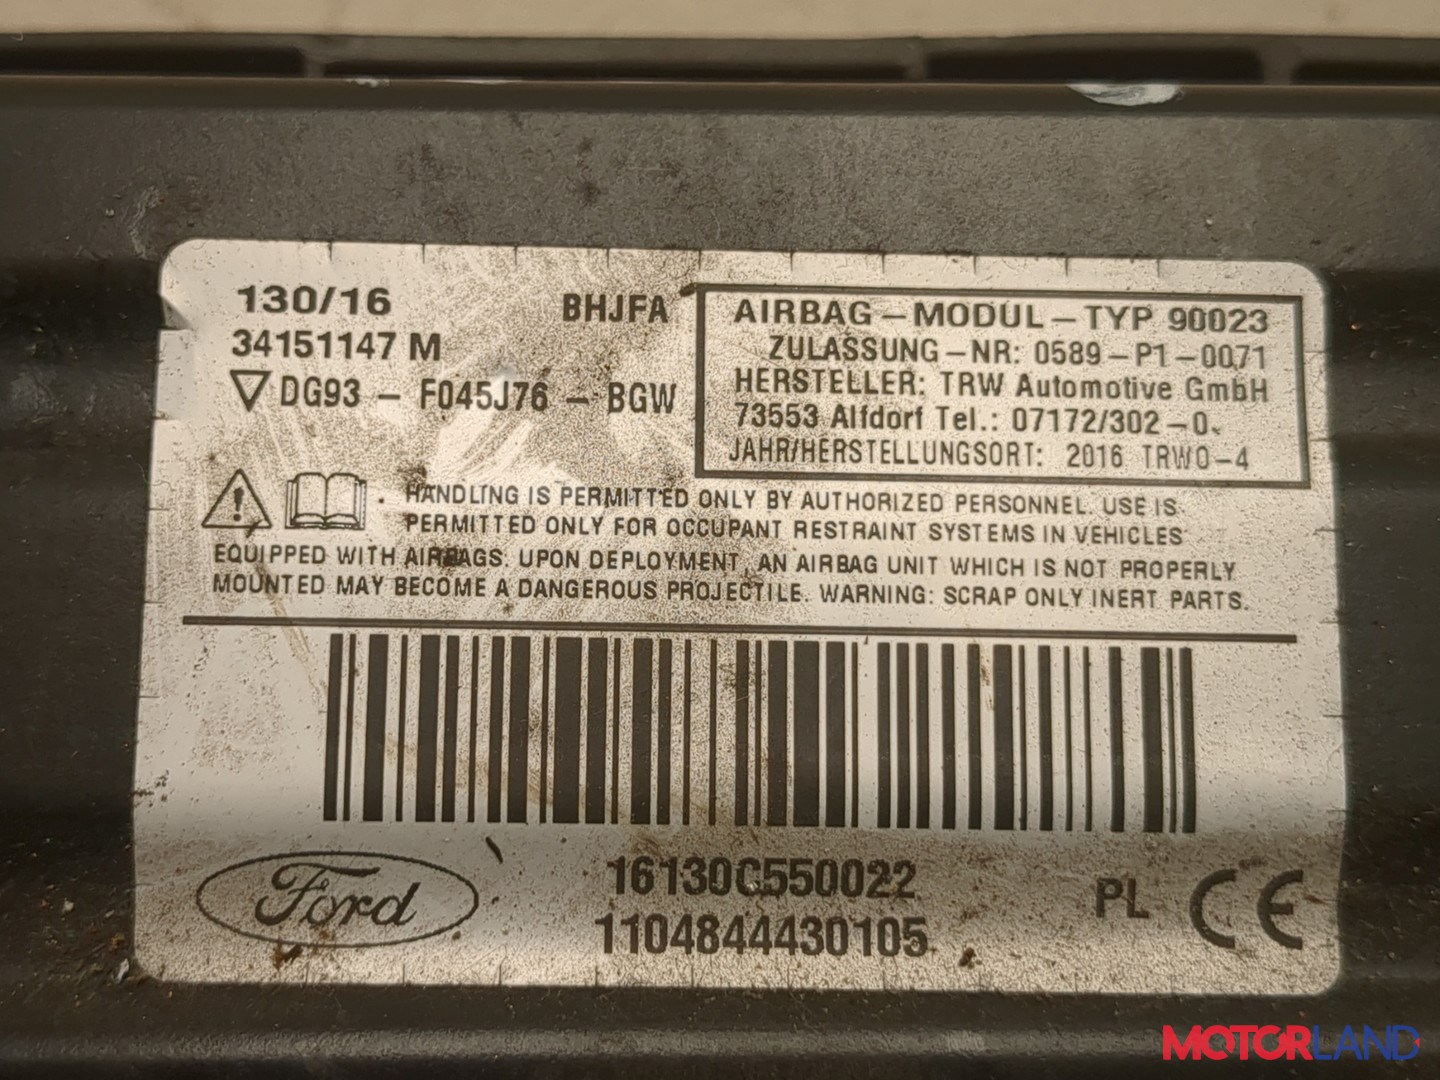 130/16
BHJFA
34151147 M
DG93 - F045J76 - BGW
AIRBAG - MODUL - TYP 90023
ZULASSUNG - NR: 0589 - P1 - 0071
HERSTELLER: TRW Automotive GmbH
73553 Alfdorf Tel.: 07172/302 - 0
JAHR/HERSTELLUNGSORT: 2016 TRWO - 4
. HANDLING IS PERMITTED ONLY BY AUTHORIZED PERSONNEL. USE IS
PERMITTED ONLY FOR OCCUPANT RESTRAINT SYSTEMS IN VEHICLES
EQUIPPED WITH AIRBAGS. UPON DEPLOYMENT, AN AIRBAG UNIT WHICH IS NOT PROPERLY
MOUNTED MAY BECOME A DANGEROUS PROJECTILE. WARNING: SCRAP ONLY INERT PARTS.
Ford
16130C550022
1104844430105
PL CE
MOTORLAND